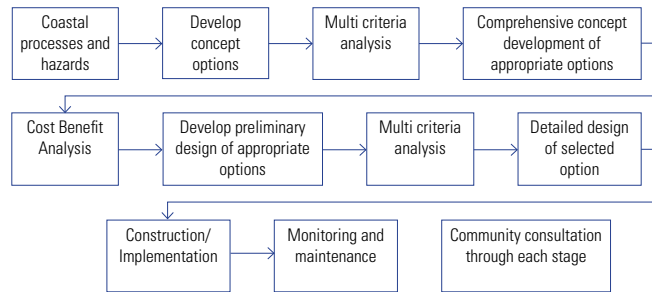 Coastal
processes and
hazards
Develop
concept
options
Multi criteria
analysis
Comprehensive concept
development of
appropriate options
Cost Benefit
Analysis
Develop preliminary
design of appropriate
options
Multi criteria
analysis
Detailed design
of selected
option
Construction/
Implementation
Monitoring and
maintenance
Community consultation
through each stage